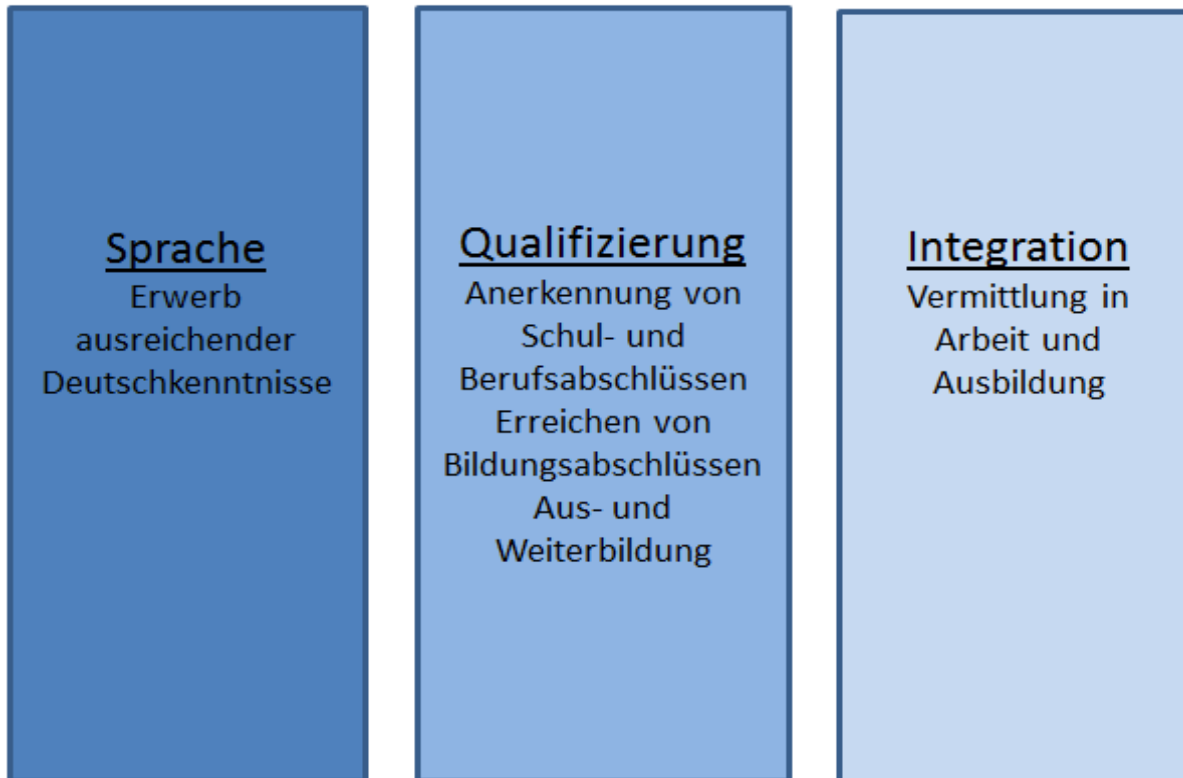 Sprache
Erwerb
ausreichender
Deutschkenntnisse
Qualifizierung
Anerkennung von
Schul- und
Berufsabschlüssen
Erreichen von
Bildungsabschlüssen
Aus- und
Weiterbildung
Integration
Vermittlung in
Arbeit und
Ausbildung